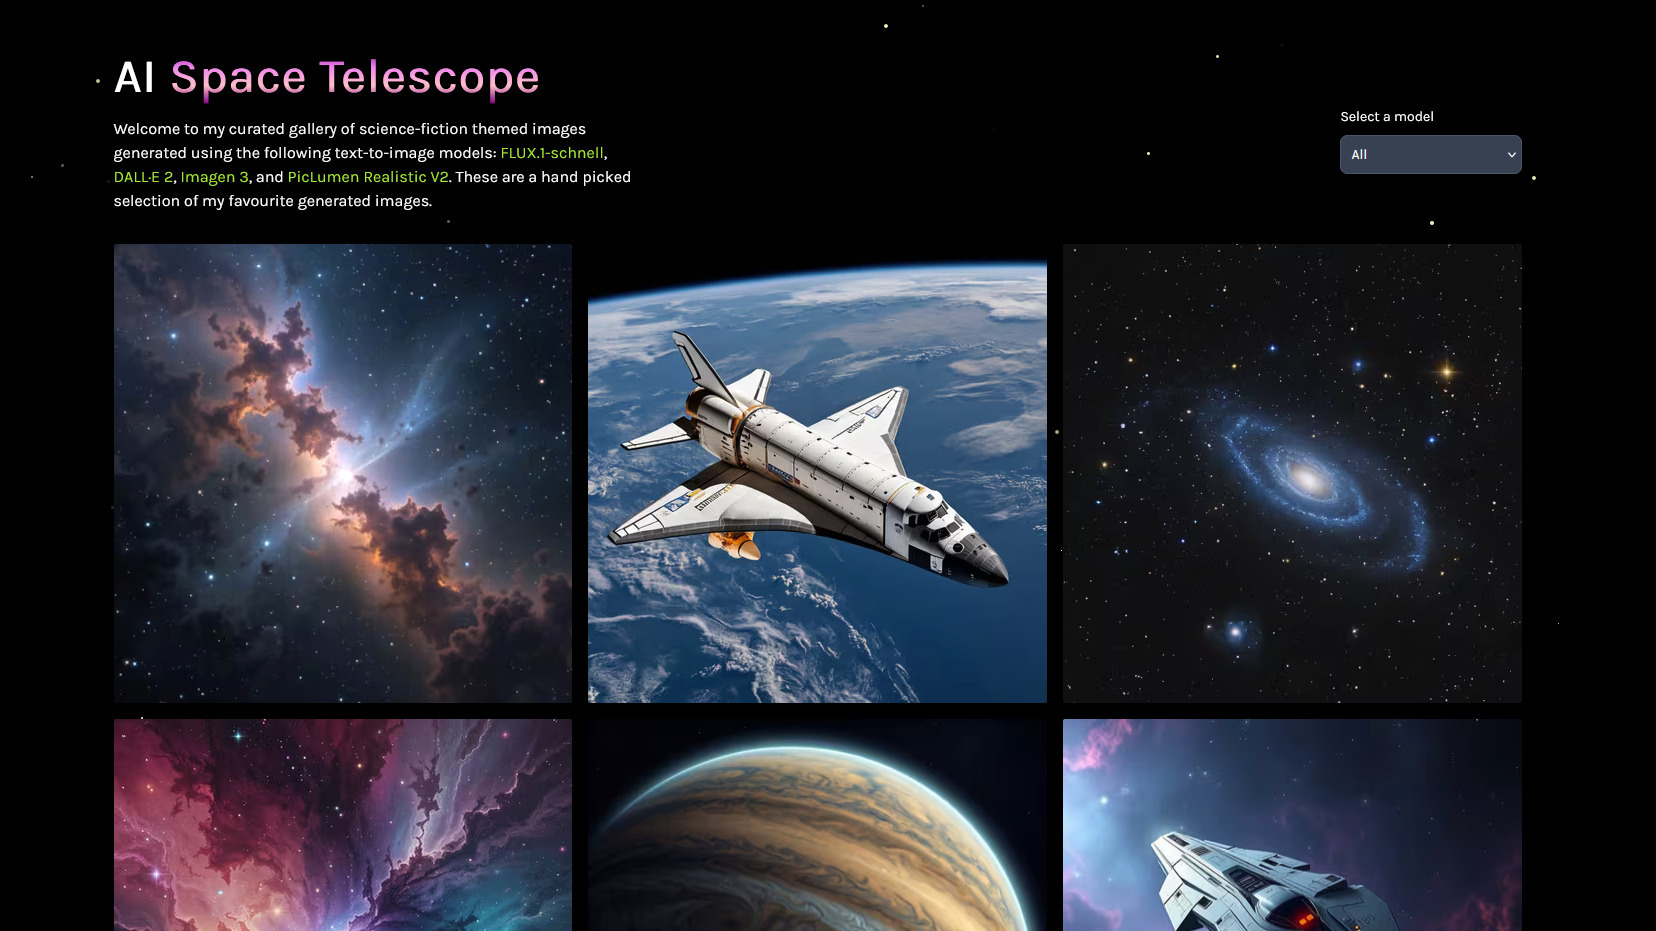 AI Space Telescope
Welcome to my curated gallery of science-fiction themed images
generated using the following text-to-image models: FLUX.1-schnell,
DALL·E 2, Imagen 3, and PicLumen Realistic V2. These are a hand picked
selection of my favourite generated images.
Select a model
All